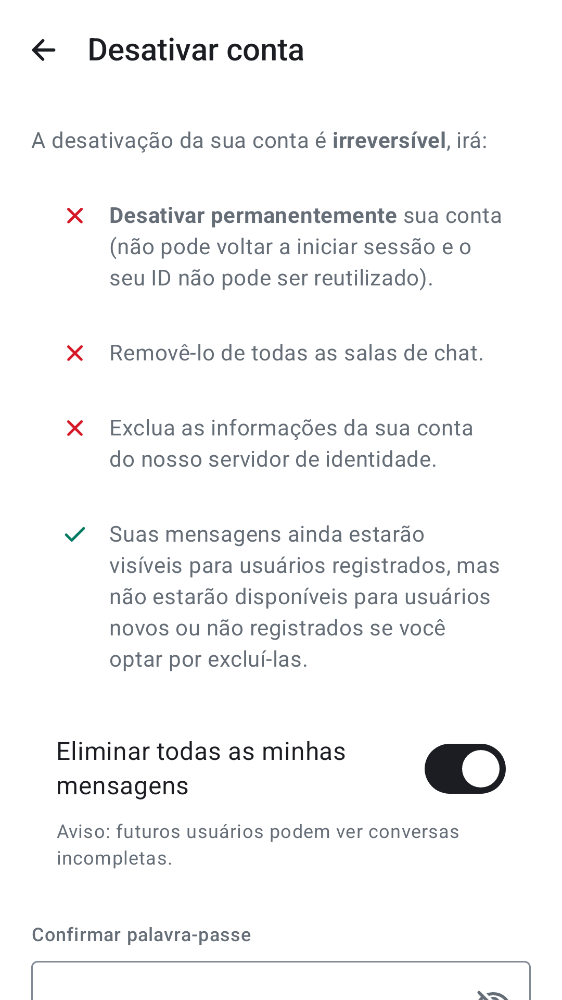 Desativar conta
A desativação da sua conta é irreversível, irá:
Desativar permanentemente sua conta
(não pode voltar a iniciar sessão e o
seu ID não pode ser reutilizado).
Removê-lo de todas as salas de chat.
Exclua as informações da sua conta
do nosso servidor de identidade.
Suas mensagens ainda estarão
visíveis para usuários registrados, mas
não estarão disponíveis para usuários
novos ou não registrados se você
optar por excluí-las.
Eliminar todas as minhas
mensagens
Aviso: futuros usuários podem ver conversas
incompletas.
Confirmar palavra-passe